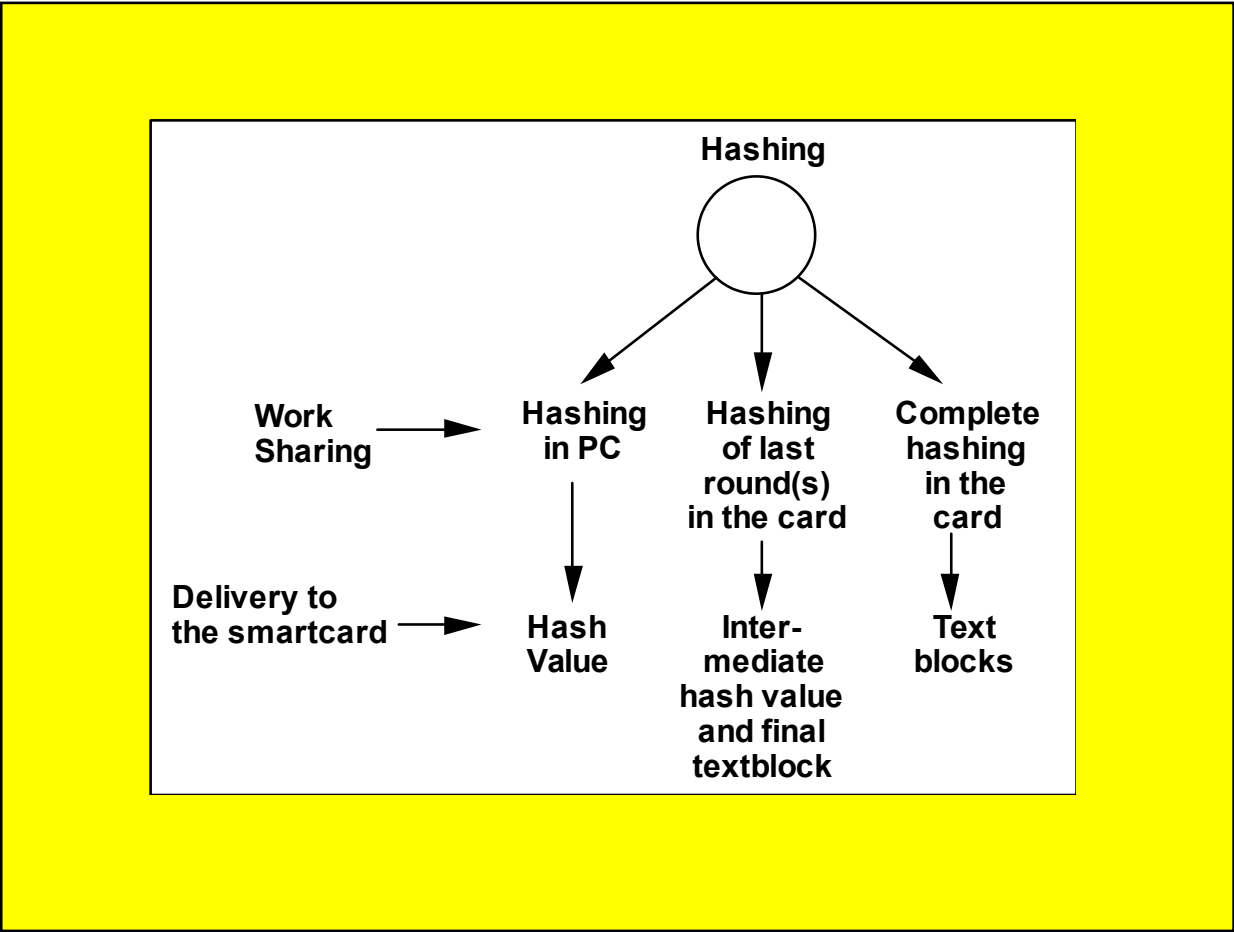 Hashing
Work
Sharing
Hashing
in PC
Hashing
of last
round(s)
in the card
Complete
hashing
in the
card
Delivery to
the smartcard
Hash
Value
Inter-
mediate
hash value
and final
textblock
Text
blocks